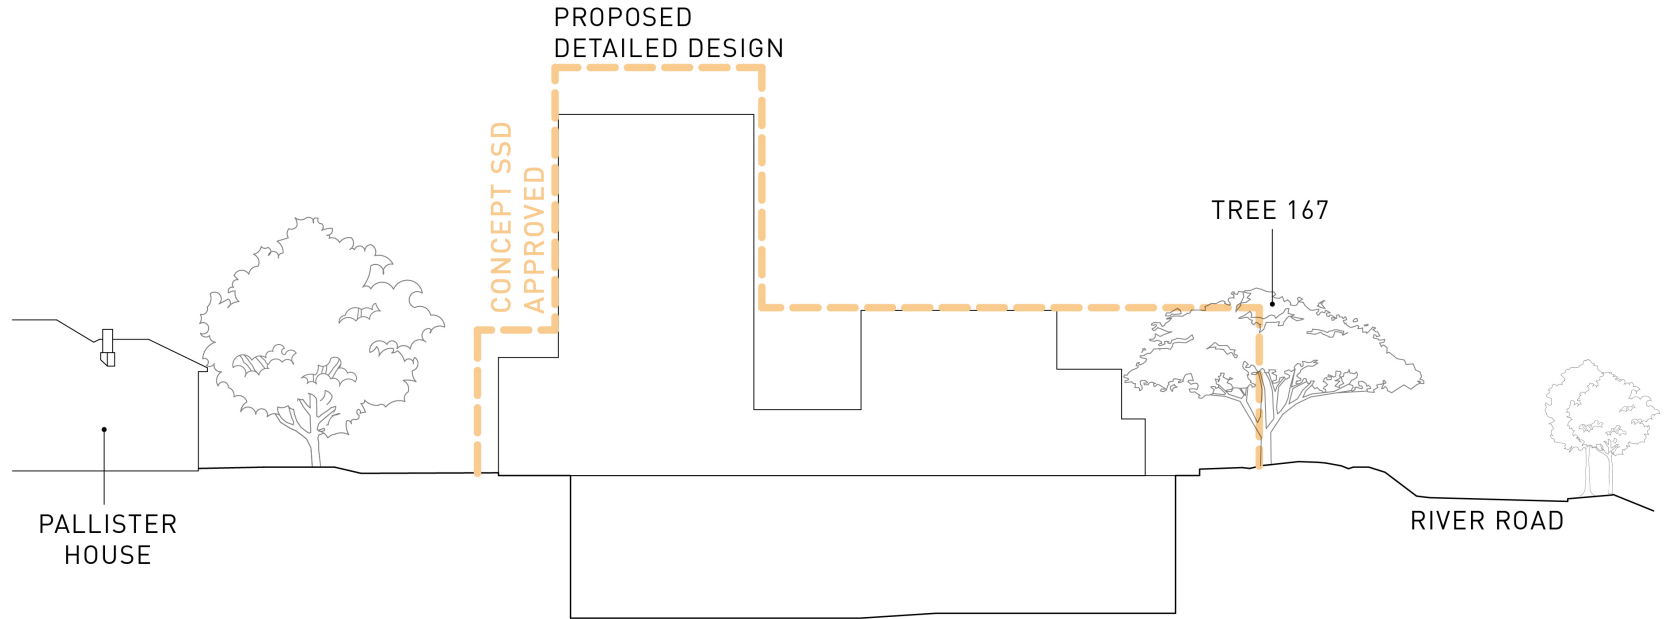 PROPOSED
DETAILED DESIGN
CONCEPT SSD
APPROVED
TREE 167
PALLISTER
HOUSE
RIVER ROAD